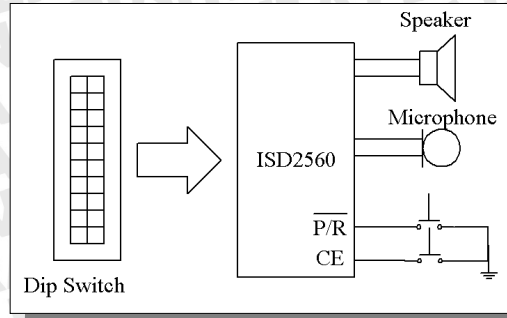 Speaker
Microphone
ISD2560
P/R
CE
Dip Switch